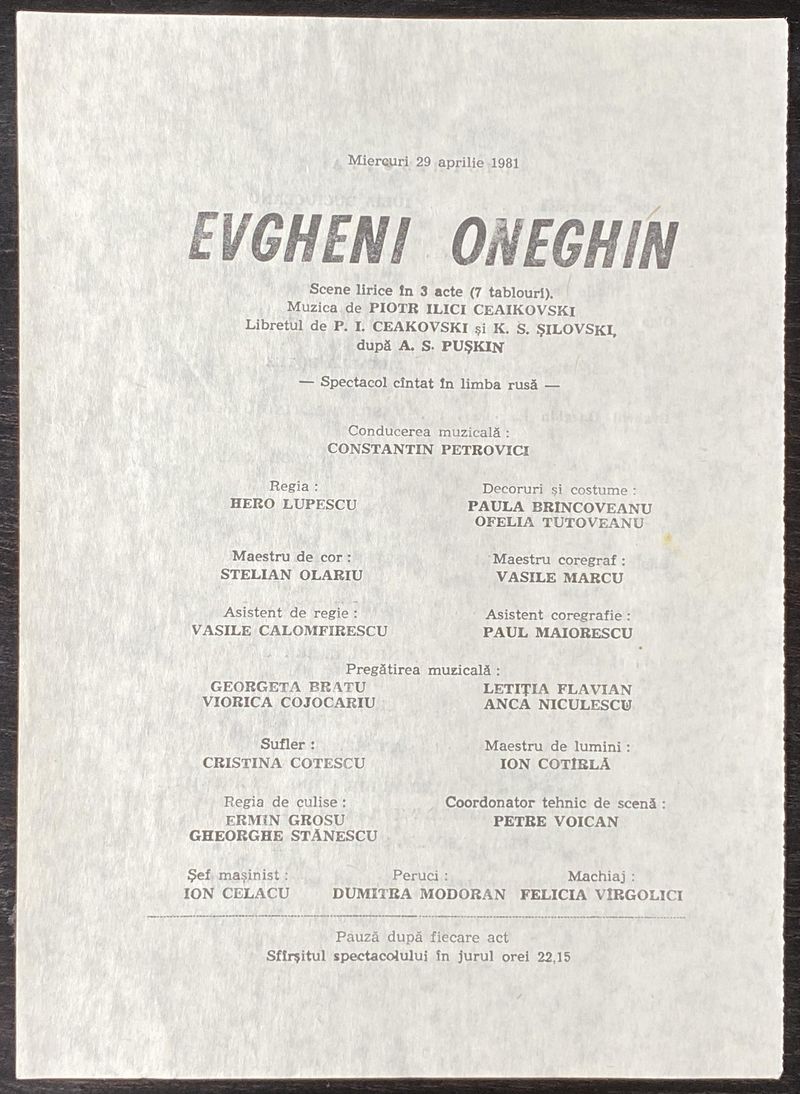 Miercuri 29 aprilie 1981
EVGHENI ONEGHIN
Scene lirice în 3 acte (7 tablouri).
Muzica de PIOTR ILICI CEAIKOVSKI
Libretul de P. I. CEAKOVSKI și K. S. ȘILOVSKI,
după A. S. PUȘKIN
— Spectacol cîntat în limba rusă —
Conducerea muzicală :
CONSTANTIN PETROVICI
Regia :
HERO LUPESCU
Decoruri și costume :
PAULA BRÎNCOVEANU
OFELIA TUTOVEANU
Maestru de cor :
STELIAN OLARIU
Maestru coregraf :
VASILE MARCU
Asistent de regie :
VASILE CALOMFIRESCU
Asistent coregrafie :
PAUL MAIORESCU
Pregătirea muzicală :
GEORGETA BRATU
VIORICA COJOCARIU
LETIȚIA FLAVIAN
ANCA NICULESCU
Sufler :
CRISTINA COTESCU
Maestru de lumini :
ION COTÎRLĂ
Regia de culise :
ERMIN GROSU
GHEORGHE STĂNESCU
Coordonator tehnic de scenă :
PETRE VOICAN
Șef mașinist :
ION CELACU
Peruci :
DUMITRA MODORAN
Machiaj :
FELICIA VÎRGOLICI
Pauză după fiecare act
Sfîrșitul spectacolului în jurul orei 22,15